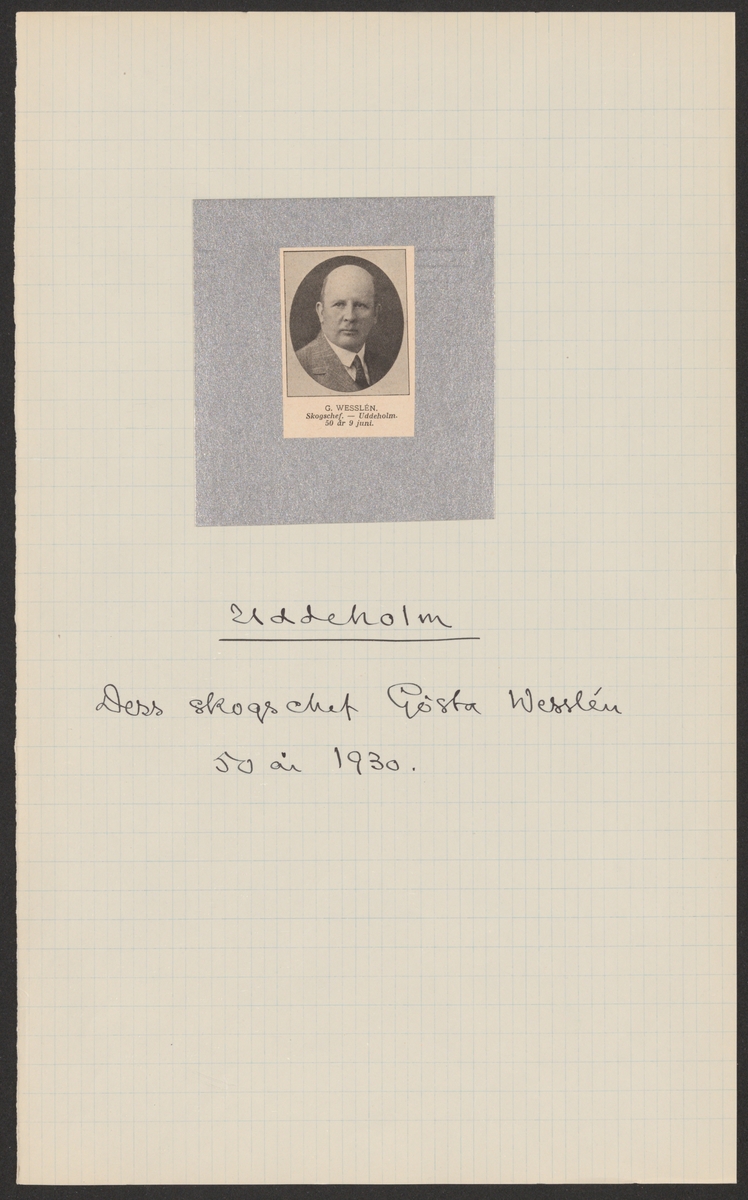 G. WESSLÉN.
Skogschef. — Uddeholm.
50 år 9 juni.
Uddeholm
Dess skogschef Gösta Wesslén
50 år 1930.